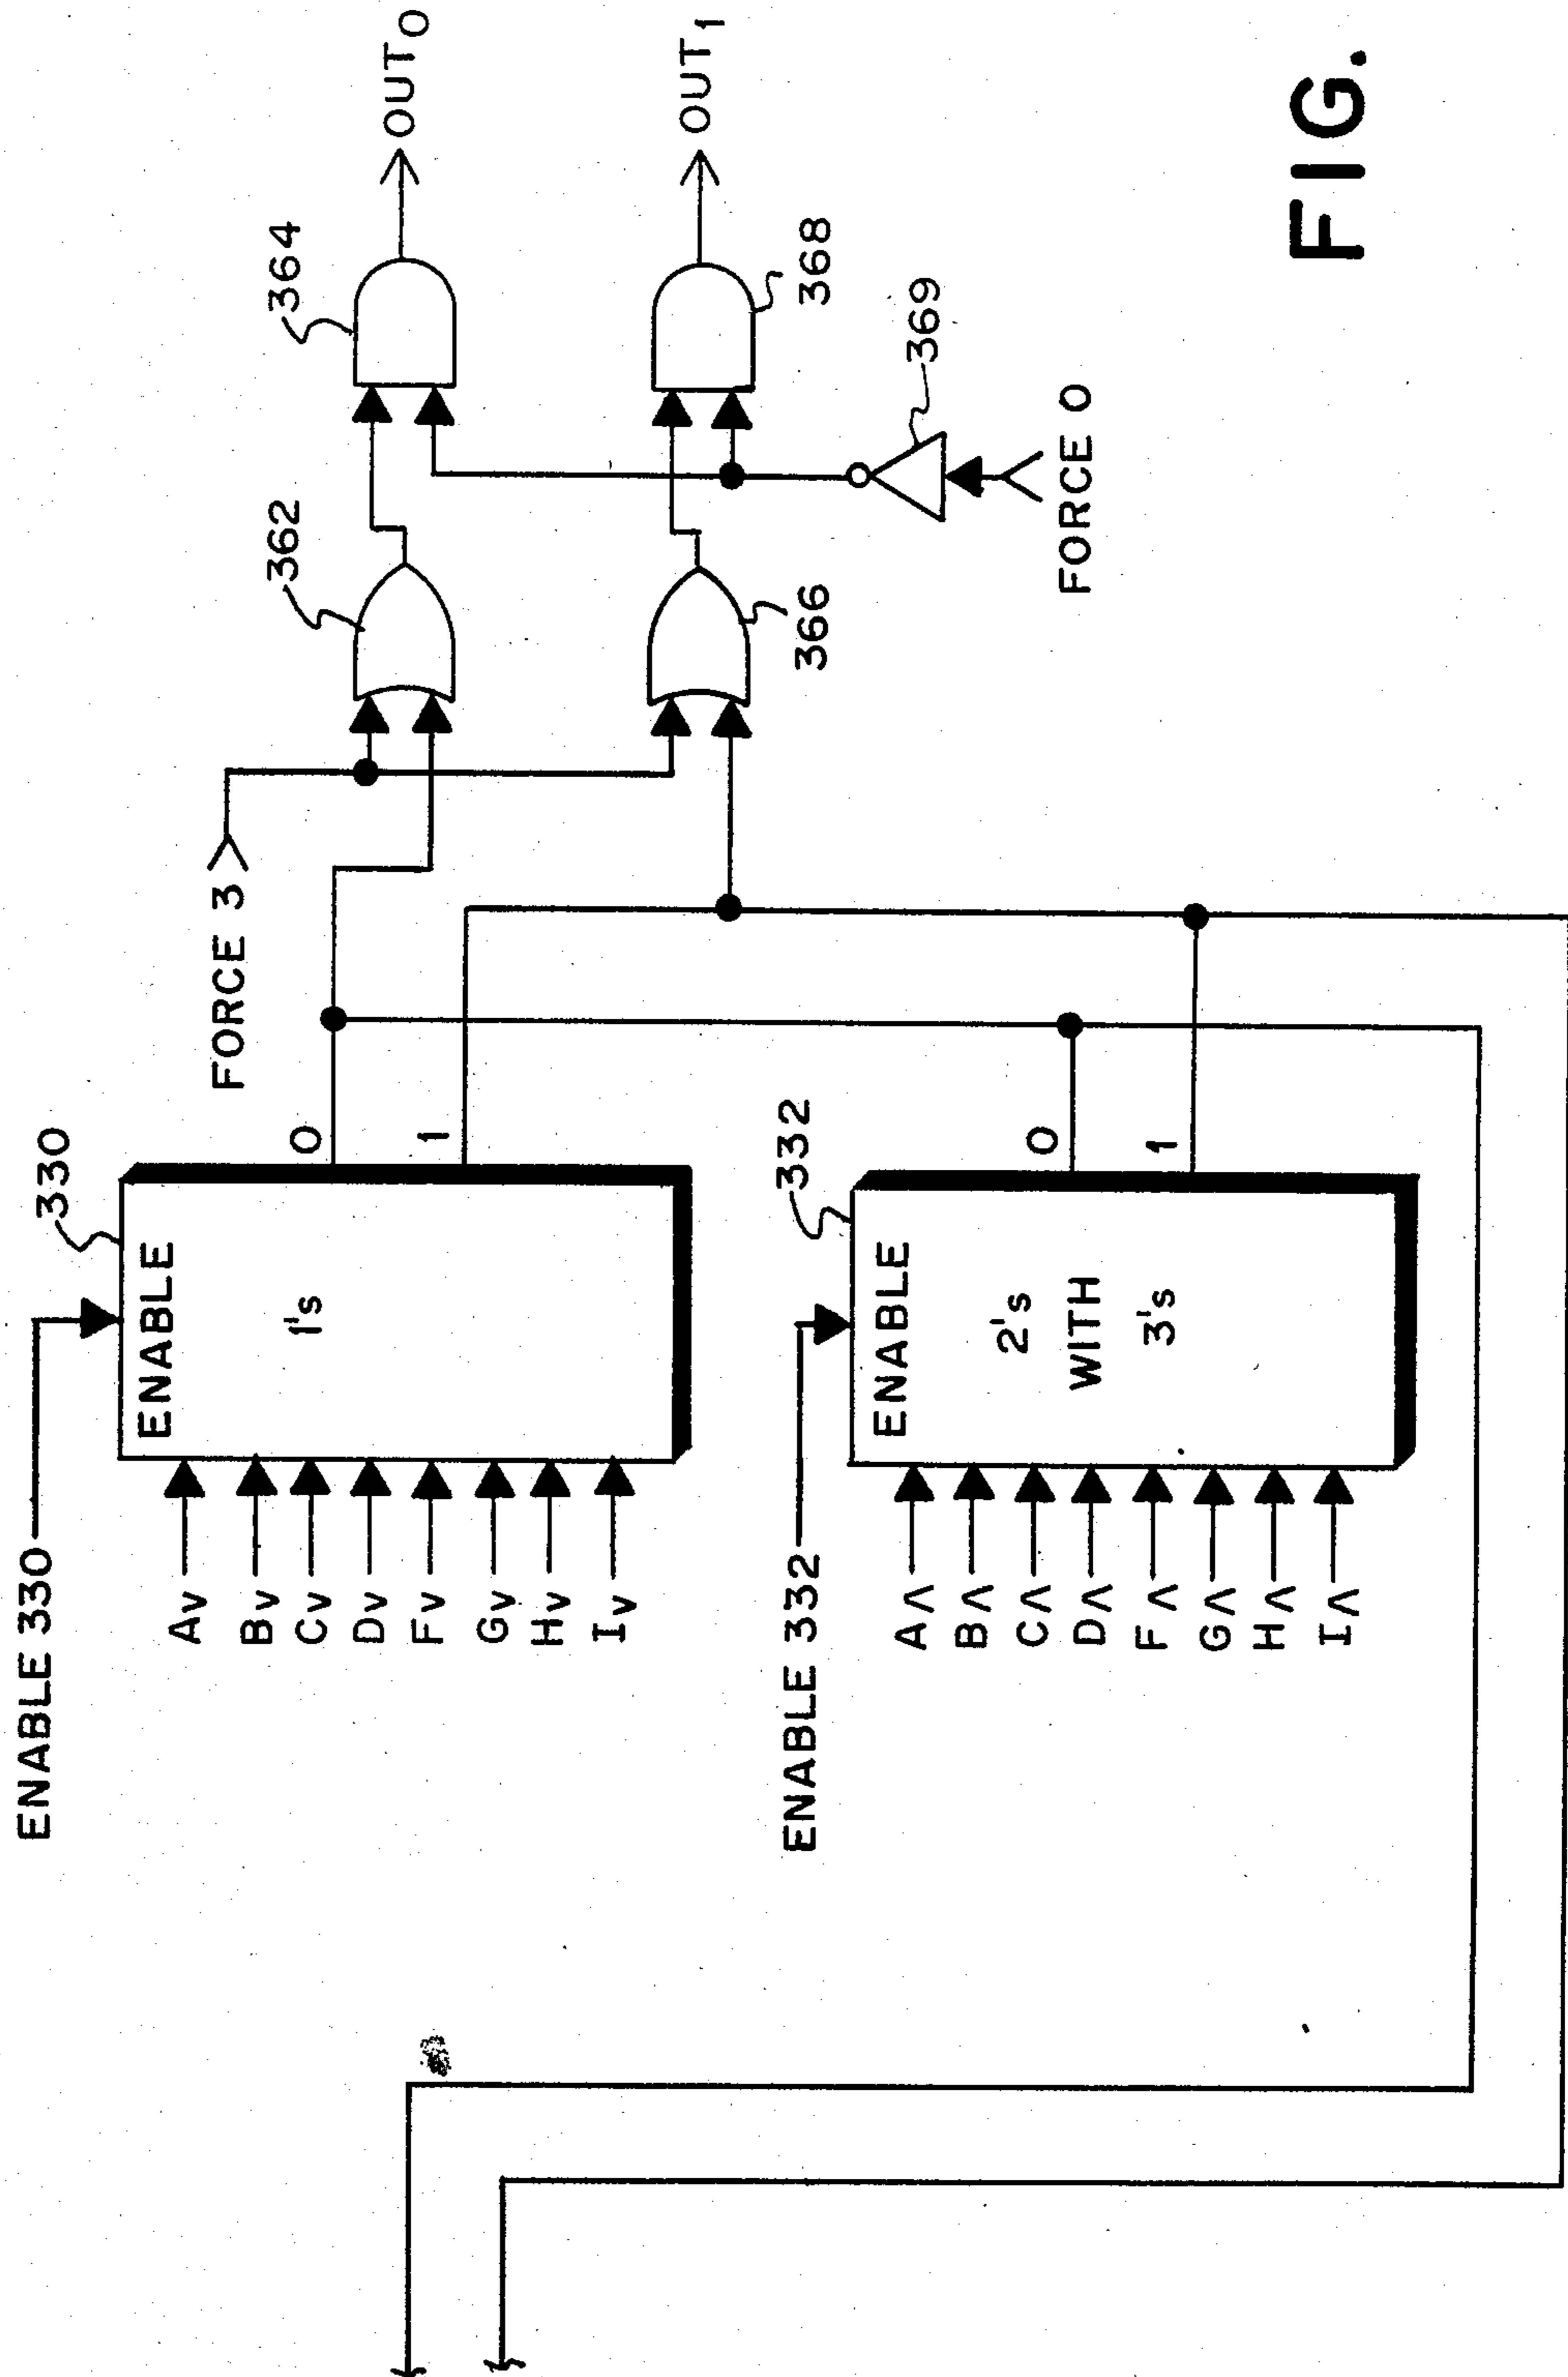 ENABLE 330
330
ENABLE
1's
Av
Bv
Cv
Dv
Fv
Gv
Hv
Iv
0
1
FORCE 3
362
364
OUT0
366
368
OUT1
369
FORCE 0
ENABLE 332
332
ENABLE
2's
WITH
3's
A∧
B∧
C∧
D∧
F∧
G∧
H∧
I∧
0
1
FIG.